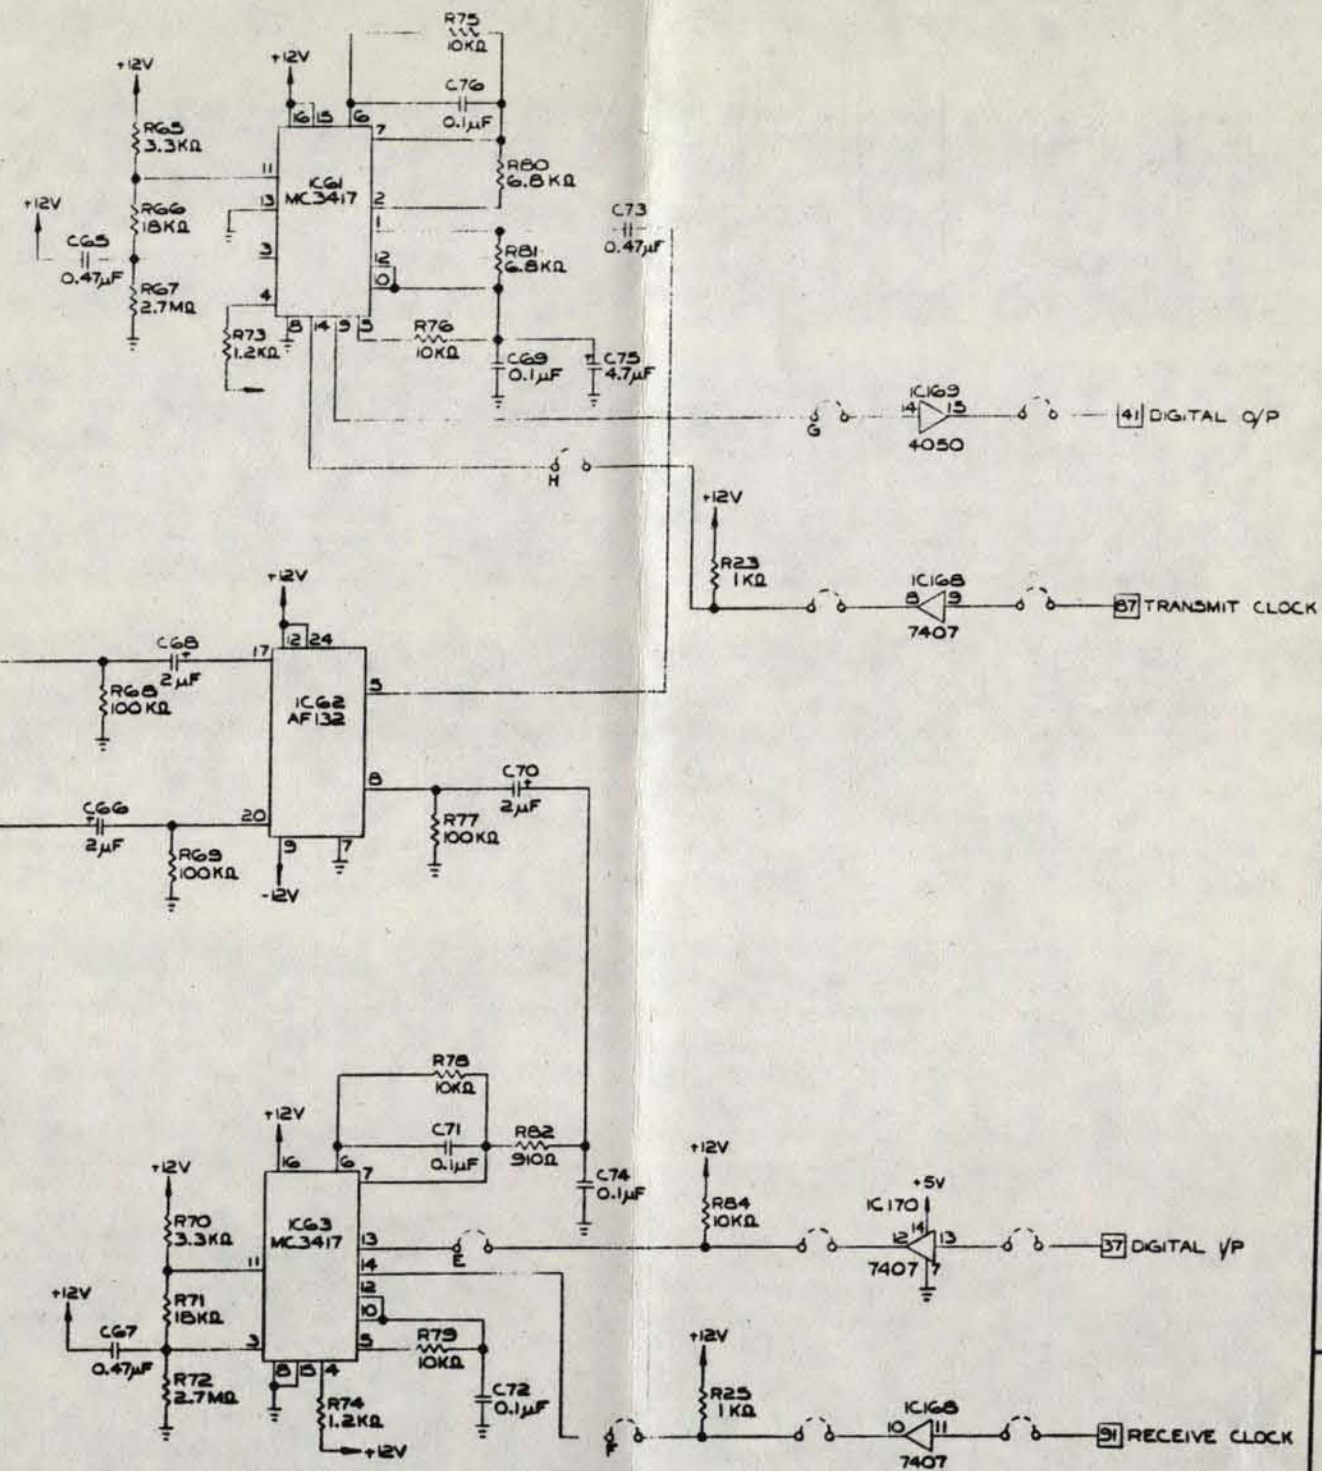 R75
10KΩ
+12V
+12V
C76
0.1µF
16 15 6
7
R65
3.3KΩ
11
IC61
MC3417
R80
6.8KΩ
+12V
R66
18KΩ
13
2
1
C73
0.47µF
C65
0.47µF
3
12
R81
6.8KΩ
10
R67
2.7MΩ
4
R73
1.2KΩ
8 14 9 5
R76
10KΩ
C69
0.1µF
C75
4.7µF
IC169
14 15
4050
G
41 DIGITAL O/P
H
+12V
R23
1KΩ
IC168
8 9
7407
87 TRANSMIT CLOCK
+12V
C68
2µF
17
12 24
R68
100KΩ
IC62
AF132
5
8
C70
2µF
C66
2µF
20
R77
100KΩ
R69
100KΩ
9
7
-12V
R78
10KΩ
+12V
C71
0.1µF
R82
910Ω
16 6
7
C74
0.1µF
+12V
R70
3.3KΩ
IC63
MC3417
13
E
+12V
R84
10KΩ
+5V
IC170
14
12 13
7407 7
37 DIGITAL I/P
11
14
12
+12V
R71
18KΩ
10
C67
0.47µF
3
5
R79
10KΩ
R72
2.7MΩ
8 15 4
R74
1.2KΩ
+12V
C72
0.1µF
F
+12V
R25
1KΩ
IC168
10 11
7407
91 RECEIVE CLOCK